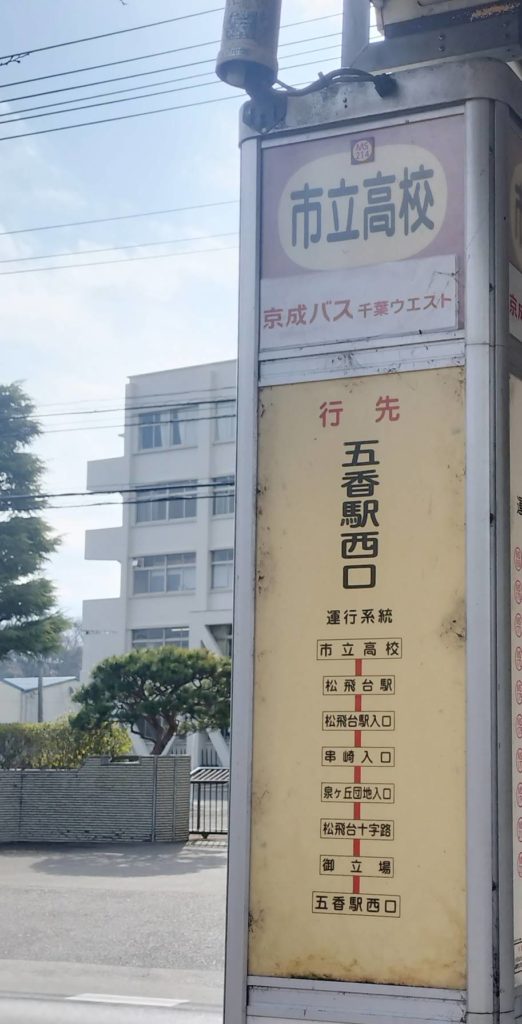 MS
214
市立高校
京成バス千葉ウエスト
行先
五香駅西口
運行系統
市立高校
松飛台駅
松飛台駅入口
串崎入口
泉ヶ丘団地入口
松飛台十字路
御立場
五香駅西口